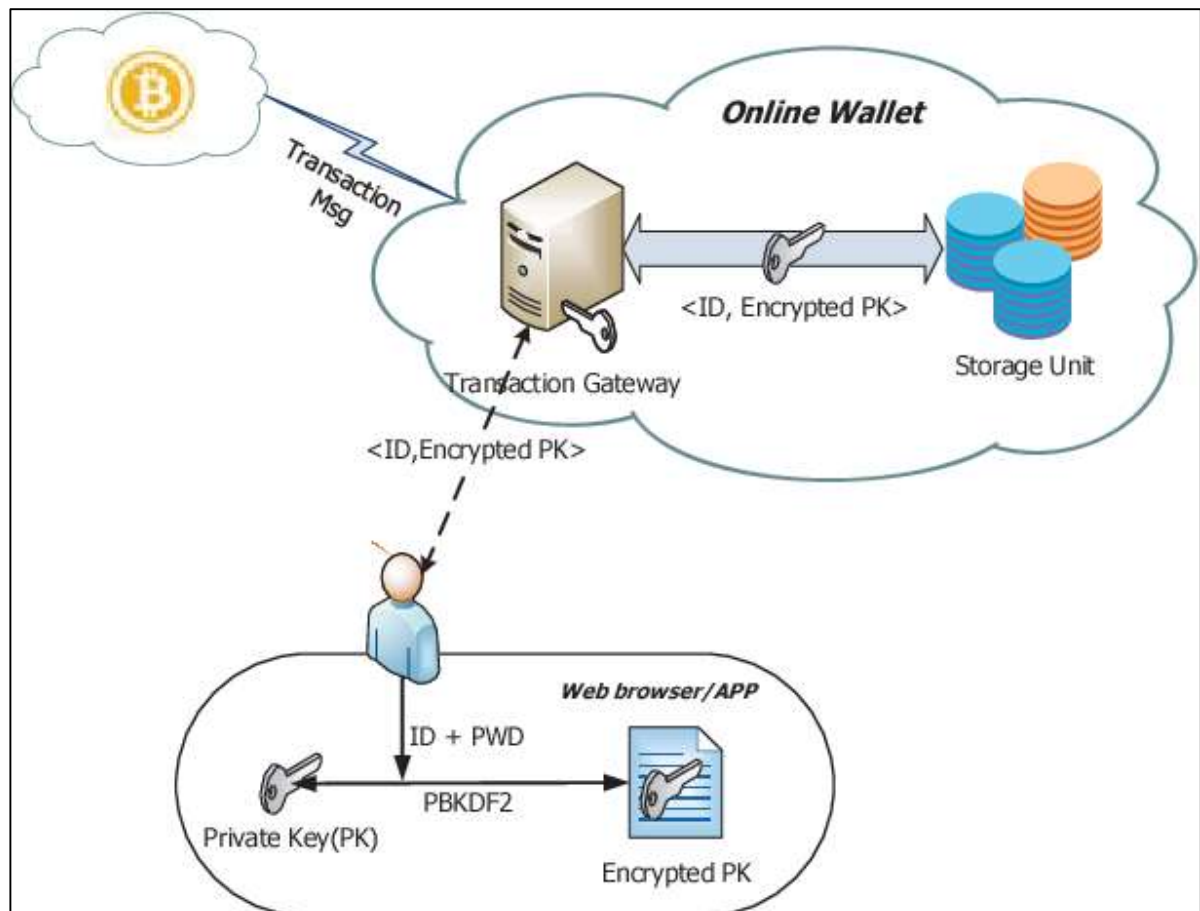 Online Wallet
Transaction
Msg
<ID, Encrypted PK>
Storage Unit
Transaction Gateway
<ID,Encrypted PK>
Web browser/APP
ID + PWD
PBKDF2
Private Key(PK)
Encrypted PK